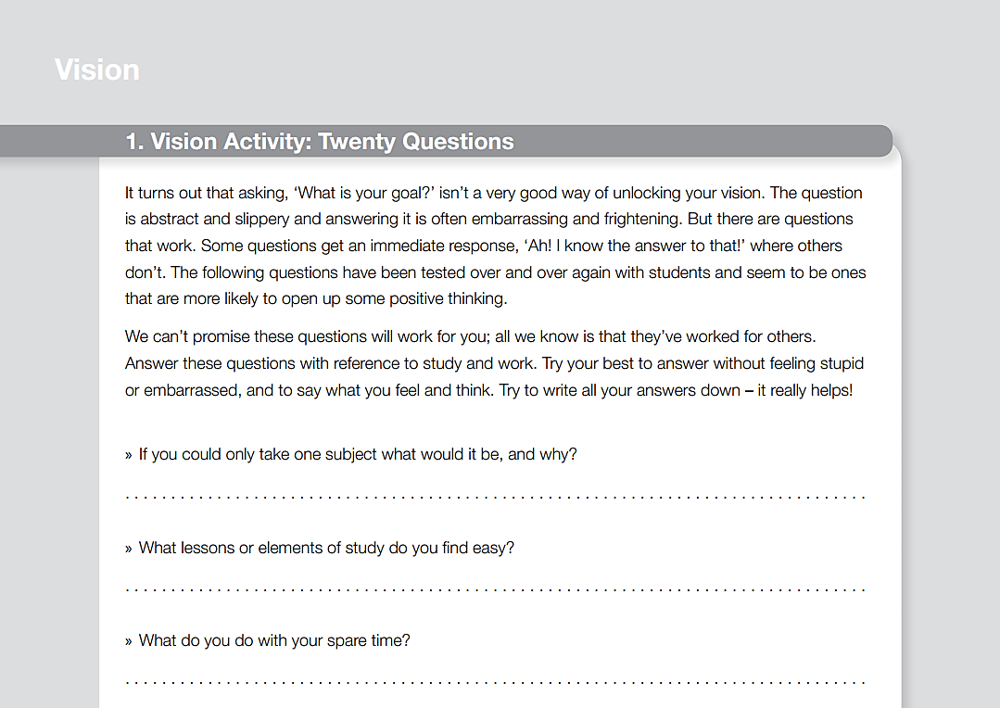 Vision
1. Vision Activity: Twenty Questions
It turns out that asking, ‘What is your goal?’ isn’t a very good way of unlocking your vision. The question
is abstract and slippery and answering it is often embarrassing and frightening. But there are questions
that work. Some questions get an immediate response, ‘Ah! I know the answer to that!’ where others
don’t. The following questions have been tested over and over again with students and seem to be ones
that are more likely to open up some positive thinking.
We can’t promise these questions will work for you; all we know is that they’ve worked for others.
Answer these questions with reference to study and work. Try your best to answer without feeling stupid
or embarrassed, and to say what you feel and think. Try to write all your answers down – it really helps!
» If you could only take one subject what would it be, and why?
» What lessons or elements of study do you find easy?
» What do you do with your spare time?